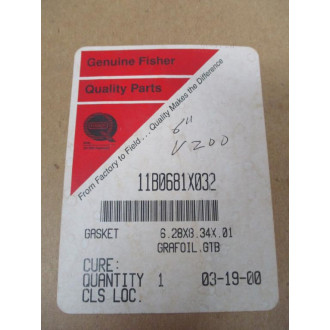 Genuine Fisher
Quality Parts
From Factory to Field....Quality Makes the Difference
6"
V200
11B0681X032
GASKET 6.28X8.34X.01
GRAFOIL.GTB
CURE:
QUANTITY 1 03-19-00
CLS LOC.